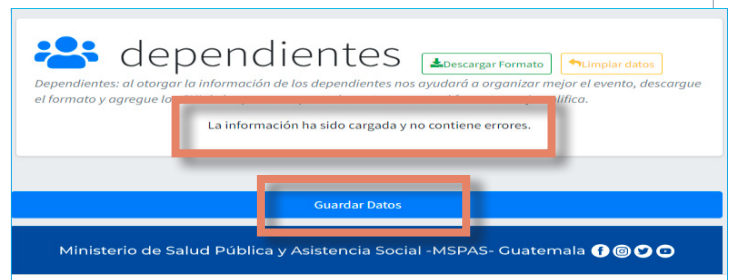 dependientes
Descargar Formato
Limpiar datos
Dependientes: al otorgar la información de los dependientes nos ayudará a organizar mejor el evento, descargue
el formato y agregue
La información ha sido cargada y no contiene errores.
Guardar Datos
Ministerio de Salud Pública y Asistencia Social -MSPAS- Guatemala